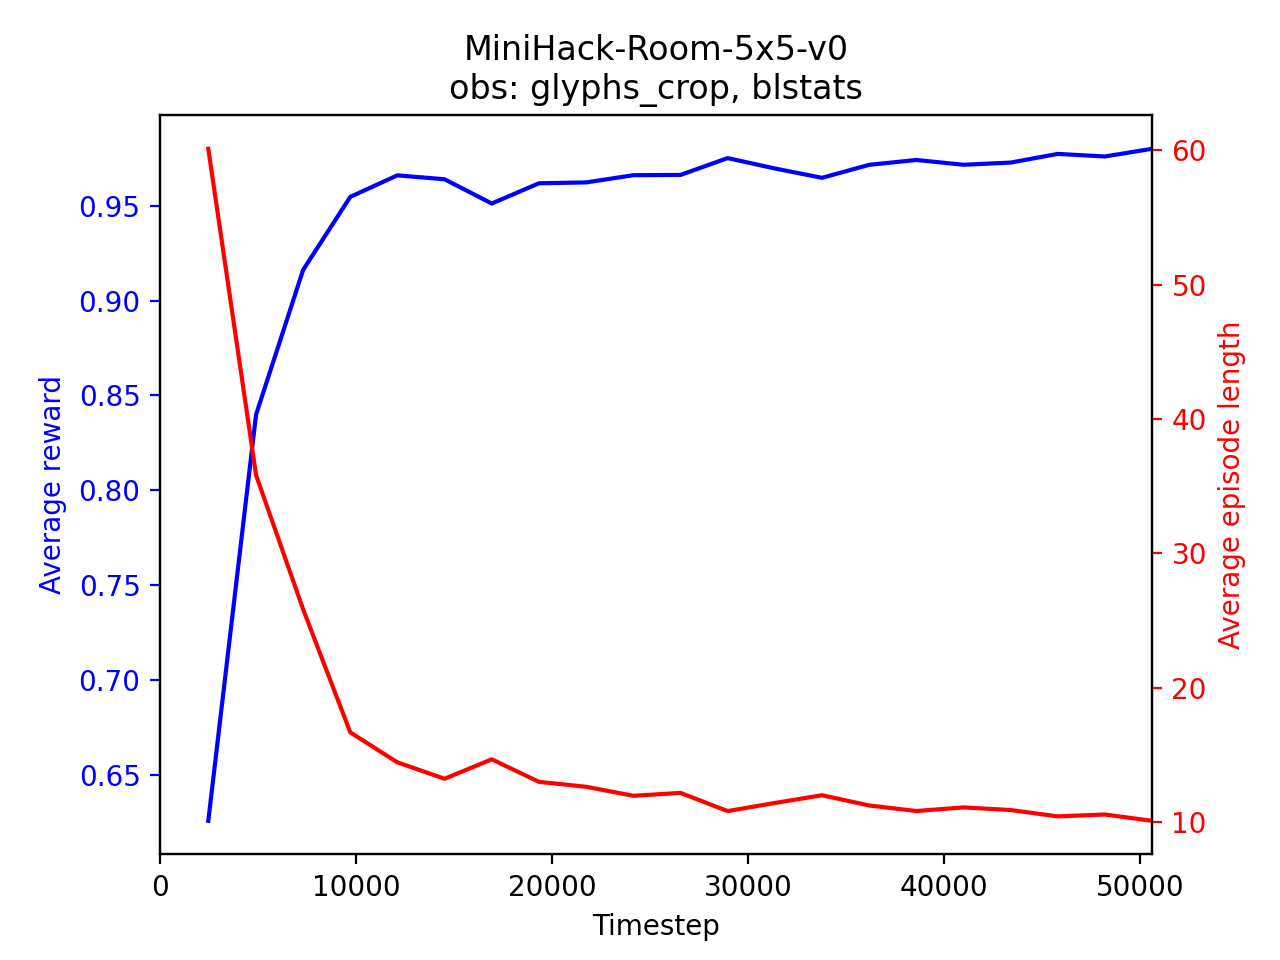 MiniHack-Room-5x5-v0
obs: glyphs_crop, blstats
Average reward
0.95
0.90
0.85
0.80
0.75
0.70
0.65
60
50
40
30
20
10
Average episode length
0 10000 20000 30000 40000 50000
Timestep